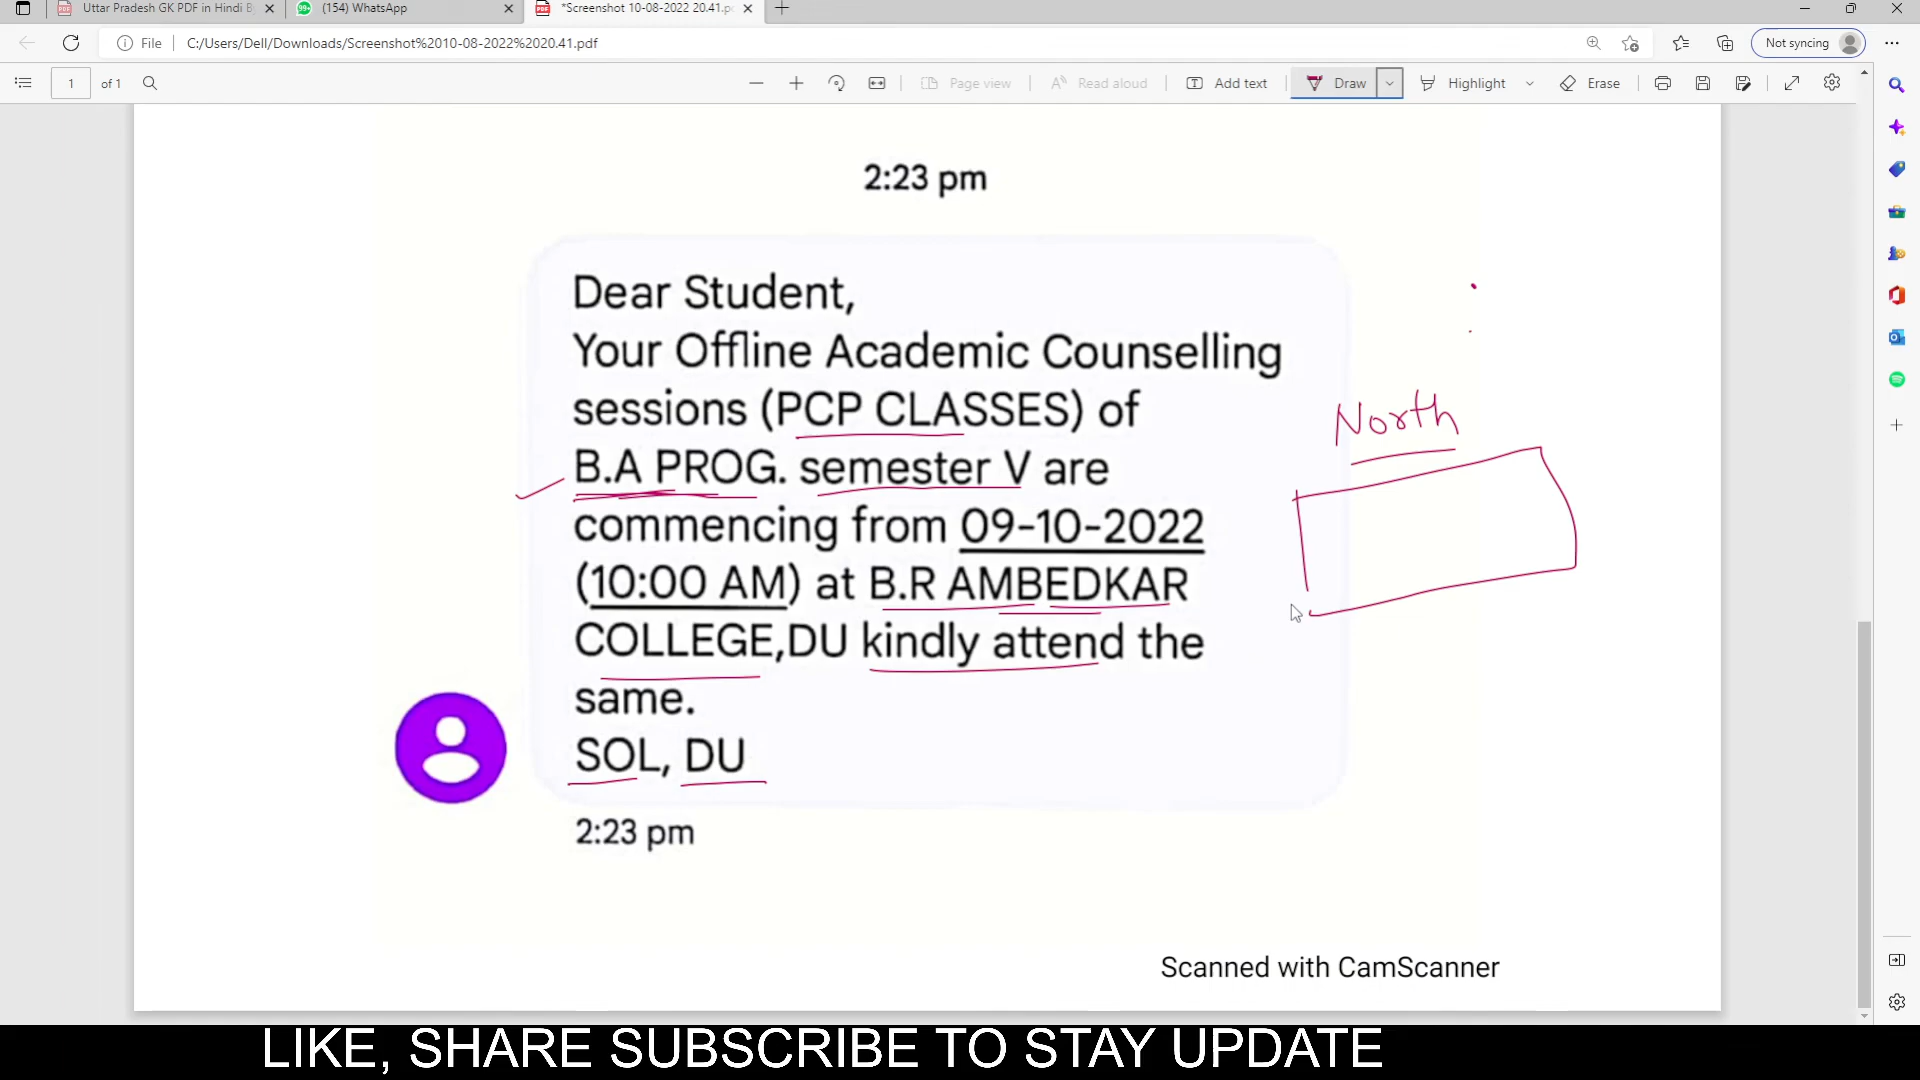 Uttar Pradesh GK PDF in Hindi B
(154) WhatsApp
*Screenshot 10-08-2022 20.41.p
File
C:/Users/Dell/Downloads/Screenshot%2010-08-2022%2020.41.pdf
Not syncing
1
of 1
Page view
Read aloud
Add text
Draw
Highlight
Erase
2:23 pm
Dear Student,
Your Offline Academic Counselling
sessions (PCP CLASSES) of
B.A PROG. semester V are
commencing from 09-10-2022
(10:00 AM) at B.R AMBEDKAR
COLLEGE,DU kindly attend the
same.
SOL, DU
2:23 pm
North
Scanned with CamScanner
LIKE, SHARE SUBSCRIBE TO STAY UPDATE